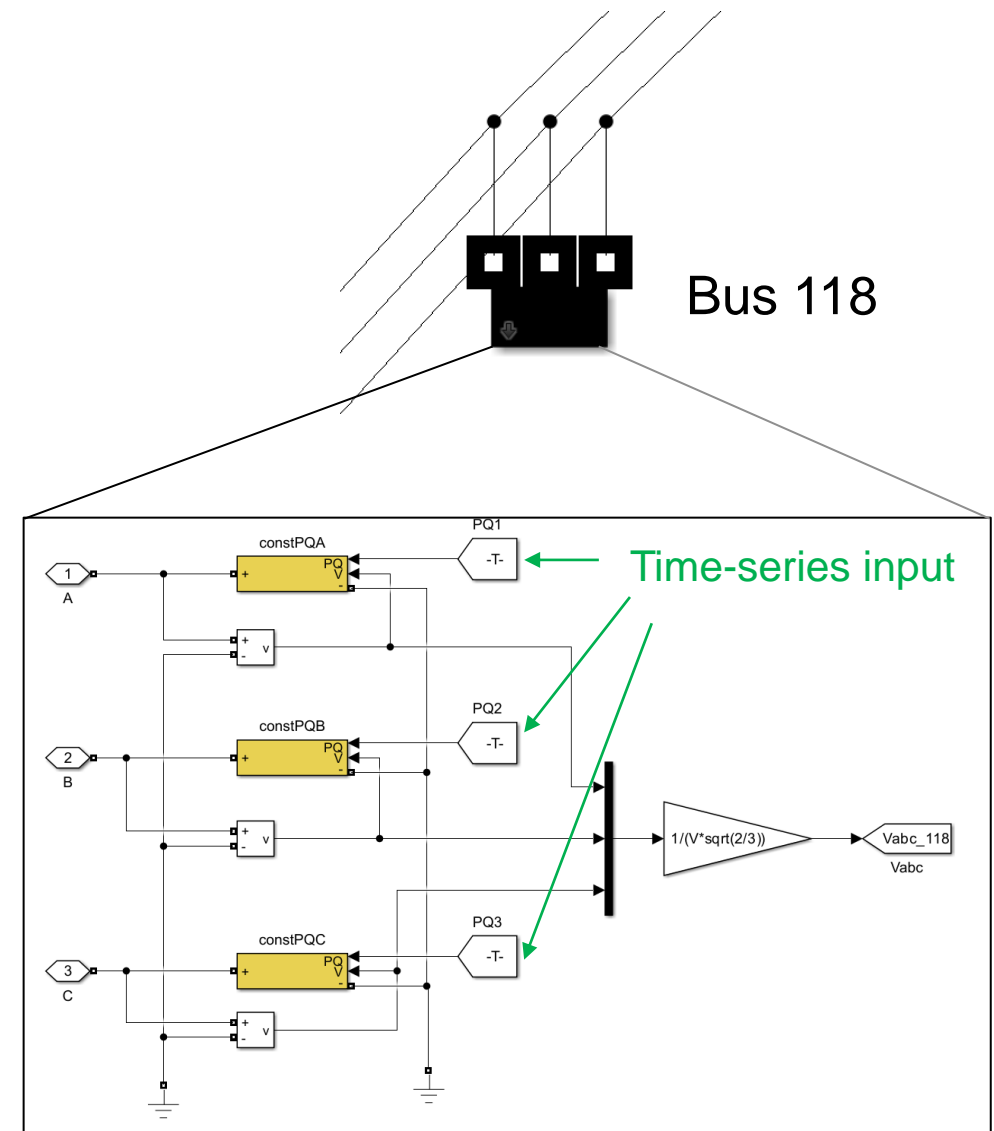 Bus 118
PQ1
constPQA
-T-
Time-series input
PQ
V
+
-
1
A
+
-
v
PQ2
constPQB
-T-
PQ
V
+
-
2
B
+
-
v
1/(V*sqrt(2/3))
Vabc_118
Vabc
PQ3
constPQC
-T-
PQ
V
+
-
3
C
+
-
v